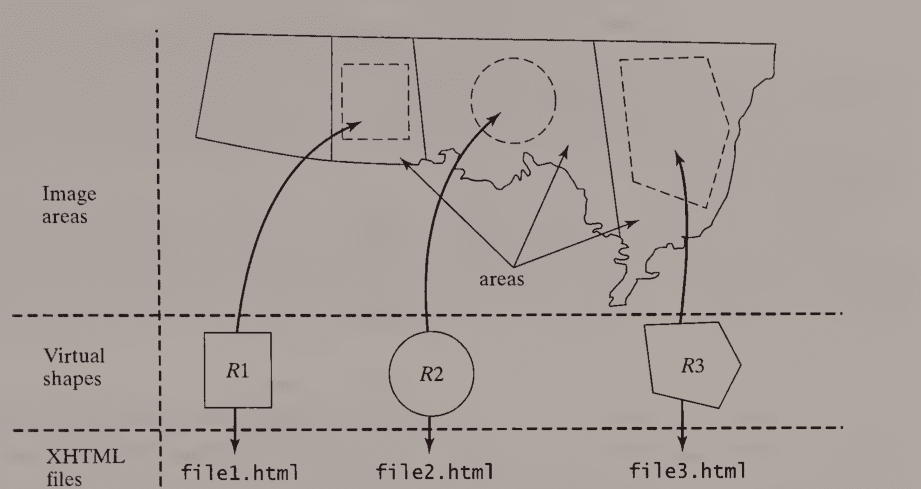 Image
areas
areas
Virtual
shapes
R1
R2
R3
XHTML
files
file1.html
file2.html
file3.html